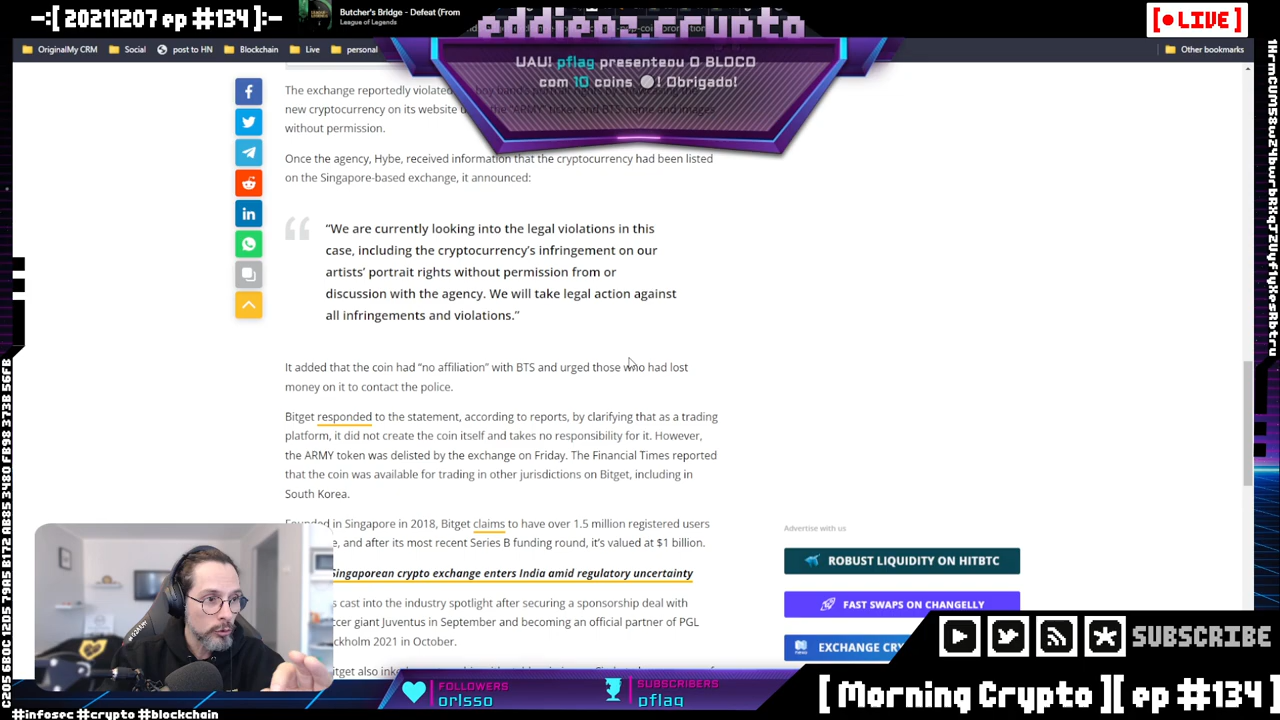 -:[ 20211207 ep #134 ]:-
Butcher's Bridge - Defeat (From
League of Legends
eddieoz.crypto
[●LIVE]
OriginalMy CRM
Social
post to HN
Blockchain
Live
personal
Other bookmarks
UAU! pflag presenteou O BLOCO
com 10 coins ! Obrigado!
The exchange reportedly violated
new cryptocurrency on its website
without permission.
Once the agency, Hybe, received information that the cryptocurrency had been listed
on the Singapore-based exchange, it announced:
“We are currently looking into the legal violations in this
case, including the cryptocurrency’s infringement on our
artists’ portrait rights without permission from or
discussion with the agency. We will take legal action against
all infringements and violations.”
It added that the coin had “no affiliation” with BTS and urged those who had lost
money on it to contact the police.
Bitget responded to the statement, according to reports, by clarifying that as a trading
platform, it did not create the coin itself and takes no responsibility for it. However,
the ARMY token was delisted by the exchange on Friday. The Financial Times reported
that the coin was available for trading in other jurisdictions on Bitget, including in
South Korea.
Founded in Singapore in 2018, Bitget claims to have over 1.5 million registered users
and after its most recent Series B funding round, it’s valued at $1 billion.
Singaporean crypto exchange enters India amid regulatory uncertainty
cast into the industry spotlight after securing a sponsorship deal with
giant Juventus in September and becoming an official partner of PGL
2021 in October.
Advertise with us
ROBUST LIQUIDITY ON HITBTC
FAST SWAPS ON CHANGELLY
SUBSCRIBE
FOLLOWERS
orlsso
SUBSCRIBERS
pflag
[ Morning Crypto ][ ep #134 ]
#infosec #crypto #blockchain